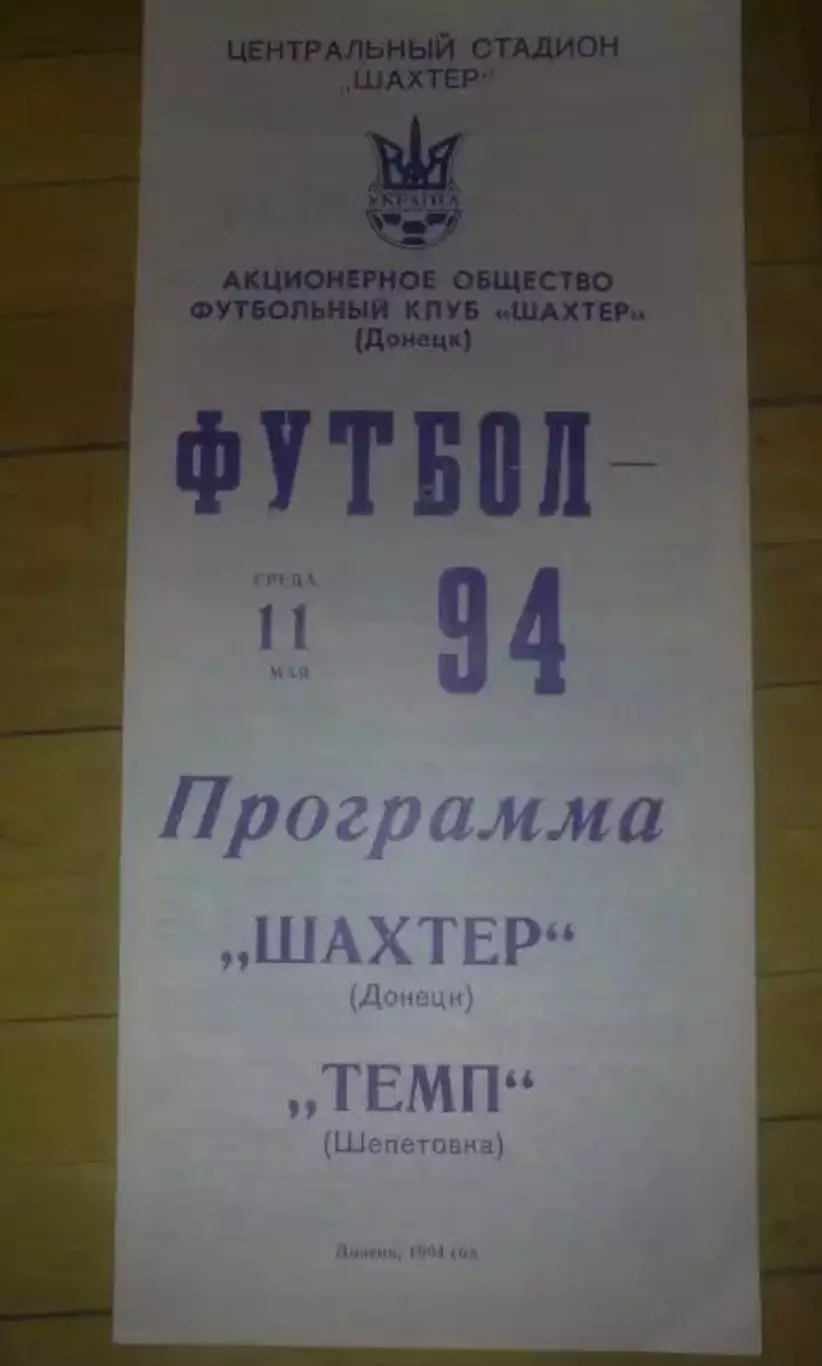 ЦЕНТРАЛЬНЫЙ СТАДИОН
„ШАХТЕР“
УКРАЇНА
АКЦИОНЕРНОЕ ОБЩЕСТВО
ФУТБОЛЬНЫЙ КЛУБ «ШАХТЕР»
(Донецк)
ФУТБОЛ —
94
СРЕДА
11
МАЯ
Программа
„ШАХТЕР“
(Донецк)
„ТЕМП“
(Шепетовка)
Донецк, 1994 год